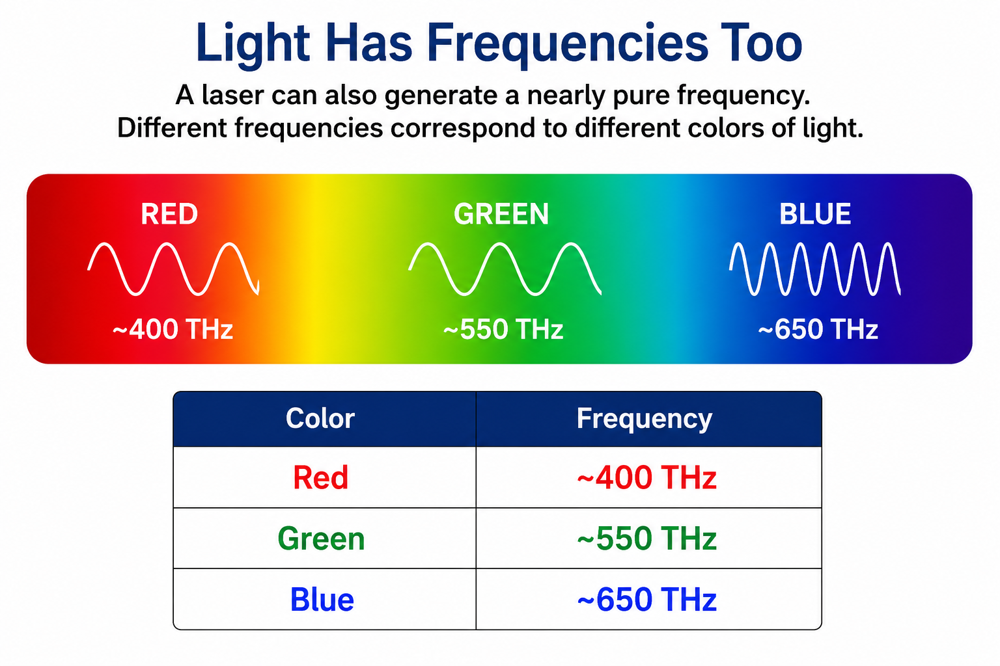 Light Has Frequencies Too
A laser can also generate a nearly pure frequency.
Different frequencies correspond to different colors of light.
RED GREEN BLUE
~400 THz ~550 THz ~650 THz
Color Frequency
Red ~400 THz
Green ~550 THz
Blue ~650 THz